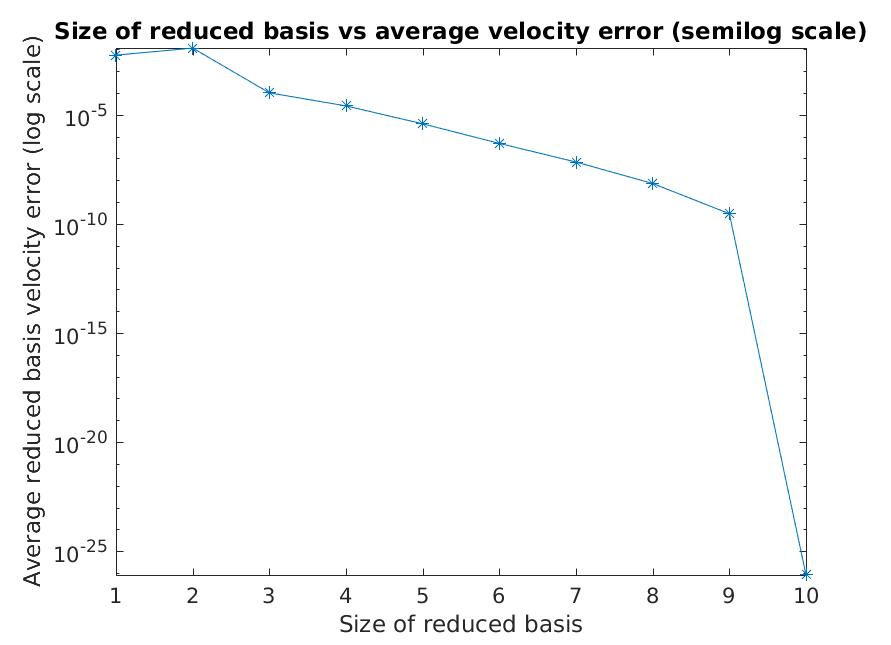 Size of reduced basis vs average velocity error (semilog scale)
Average reduced basis velocity error (log scale)
10^-5
10^-10
10^-15
10^-20
10^-25
1 2 3 4 5 6 7 8 9 10
Size of reduced basis